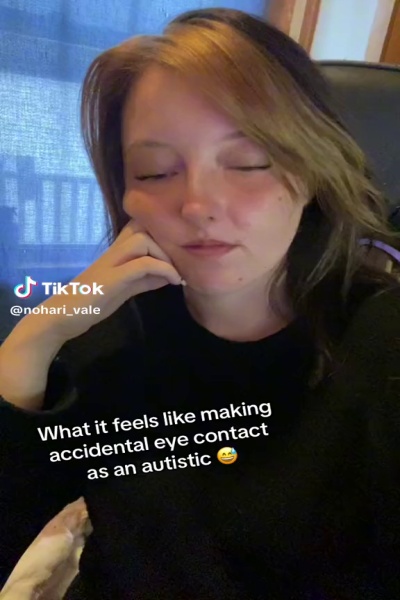 TikTok
@nohari_vale
What it feels like making
accidental eye contact
as an autistic 😅